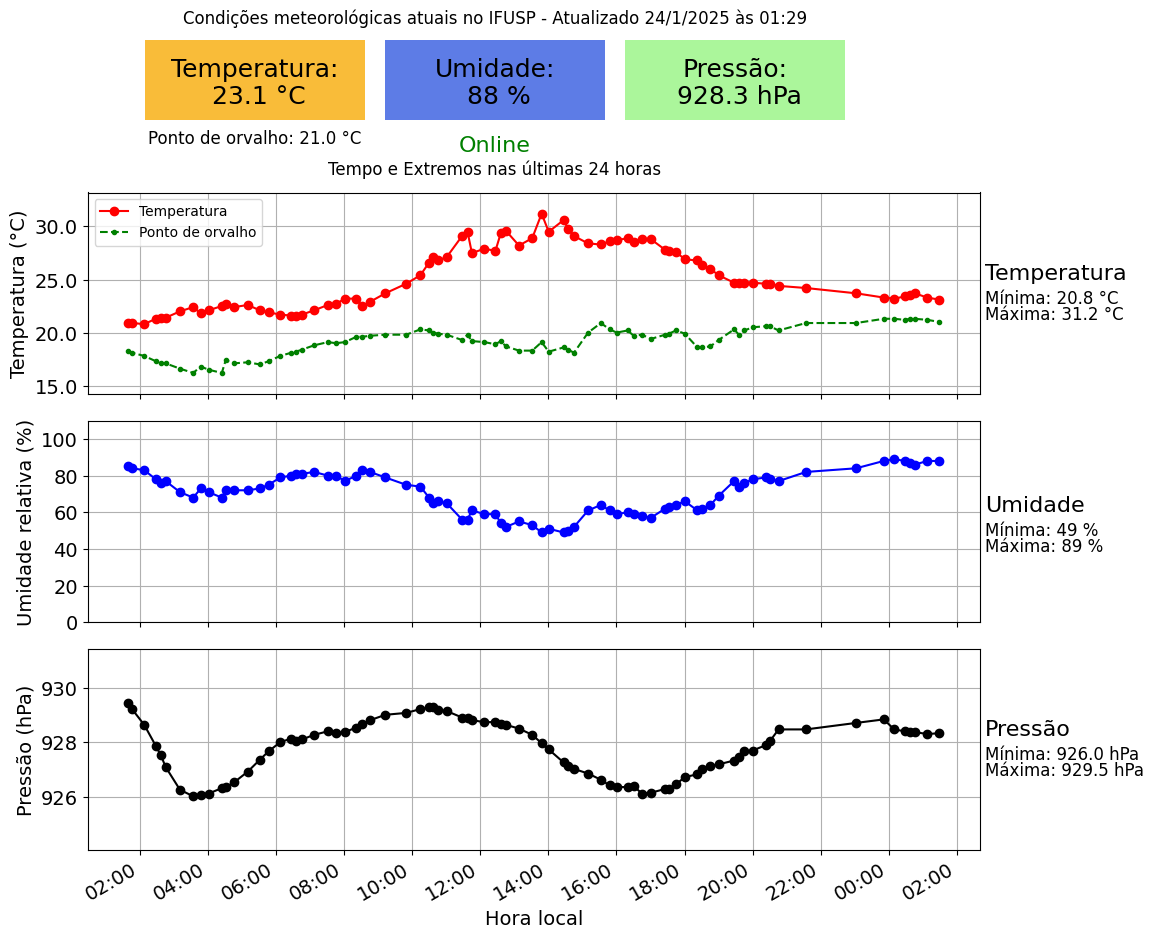 Condições meteorológicas atuais no IFUSP - Atualizado 24/1/2025 às 01:29
Temperatura:
23.1 °C
Umidade:
88 %
Pressão:
928.3 hPa
Ponto de orvalho: 21.0 °C
Online
Tempo e Extremos nas últimas 24 horas
Temperatura (°C)
30.0
25.0
20.0
15.0
Temperatura
Ponto de orvalho
Temperatura
Mínima: 20.8 °C
Máxima: 31.2 °C
Umidade relativa (%)
100
80
60
40
20
0
Umidade
Mínima: 49 %
Máxima: 89 %
Pressão (hPa)
930
928
926
Pressão
Mínima: 926.0 hPa
Máxima: 929.5 hPa
02:00 04:00 06:00 08:00 10:00 12:00 14:00 16:00 18:00 20:00 22:00 00:00 02:00
Hora local